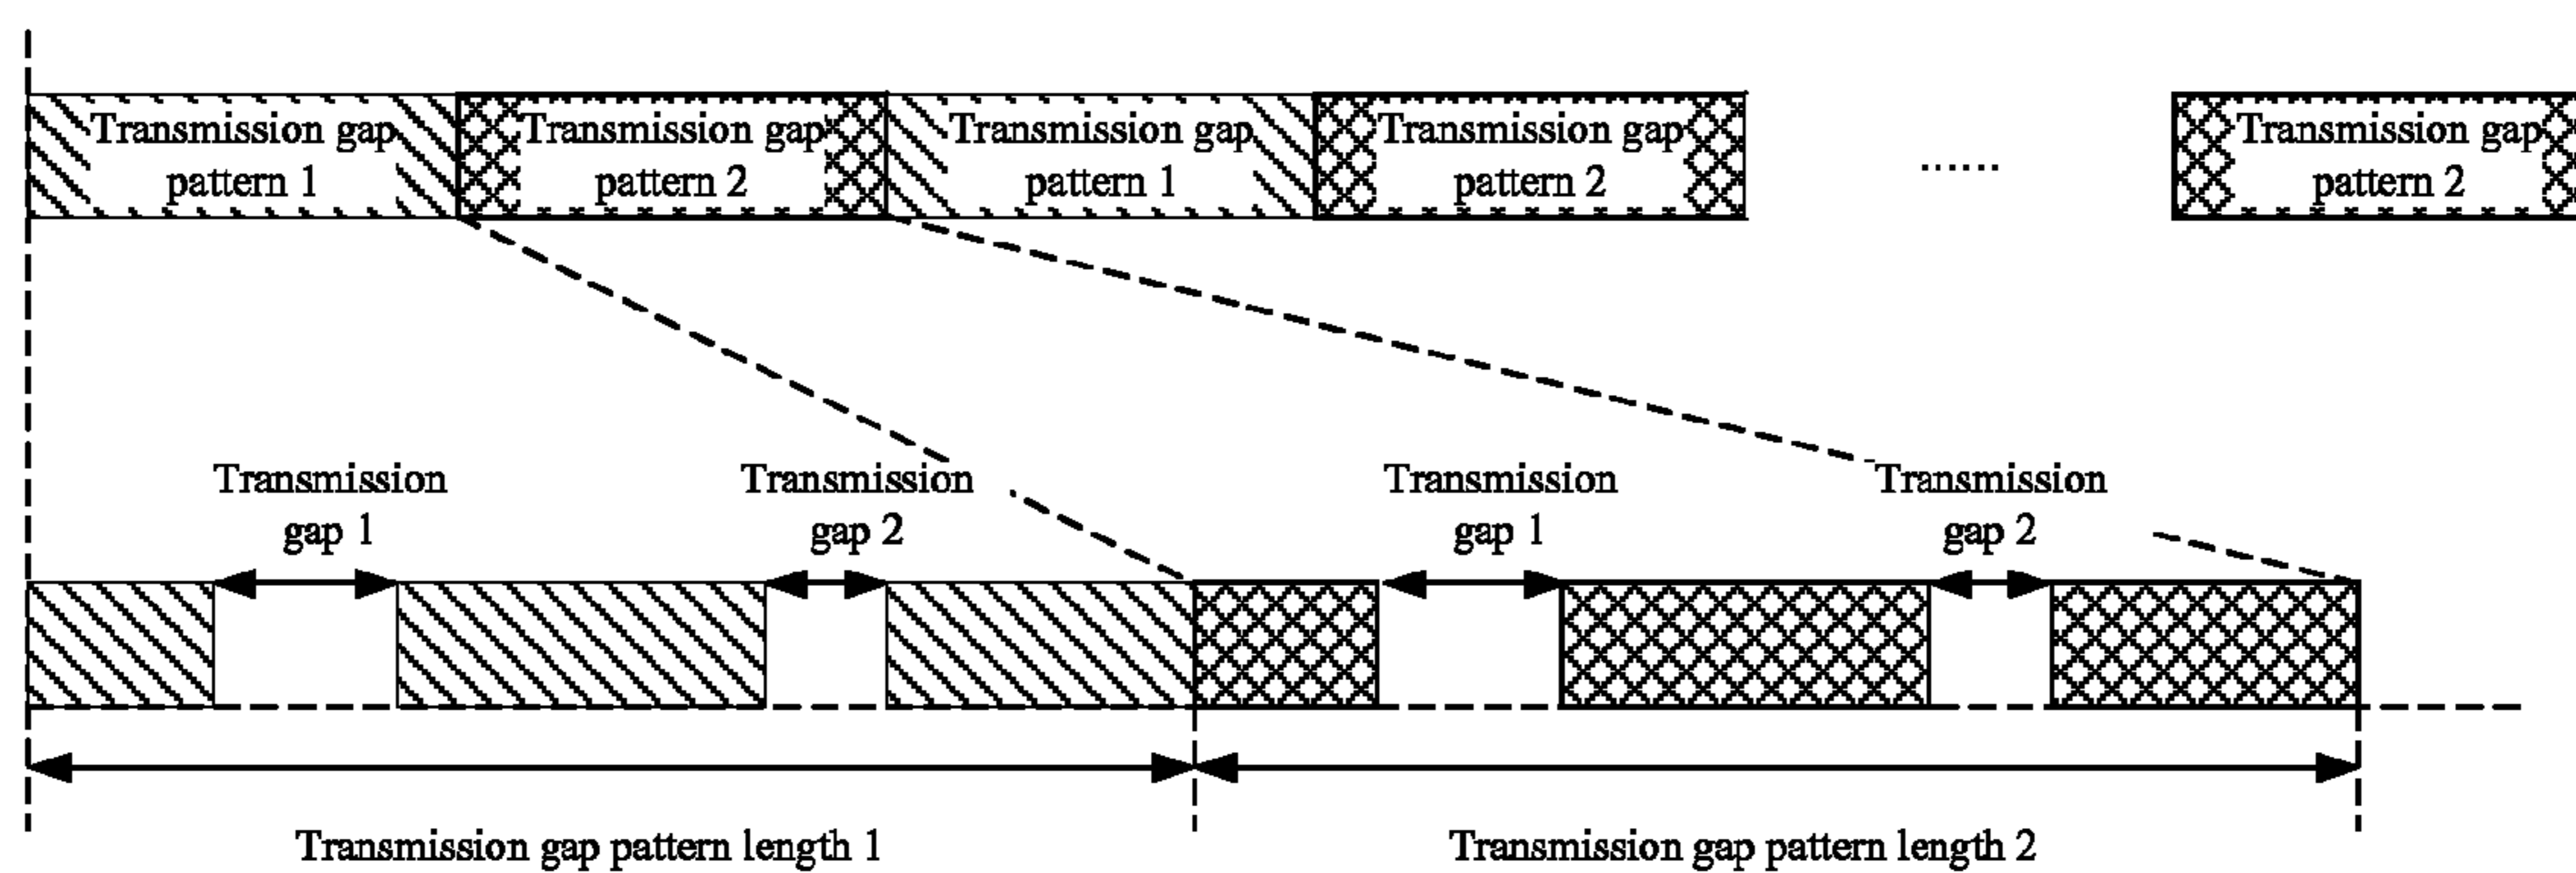 Transmission gap
pattern 1
Transmission gap
pattern 2
Transmission gap
pattern 1
Transmission gap
pattern 2
......
Transmission gap
pattern 2
Transmission
gap 1
Transmission
gap 2
Transmission
gap 1
Transmission
gap 2
Transmission gap pattern length 1
Transmission gap pattern length 2